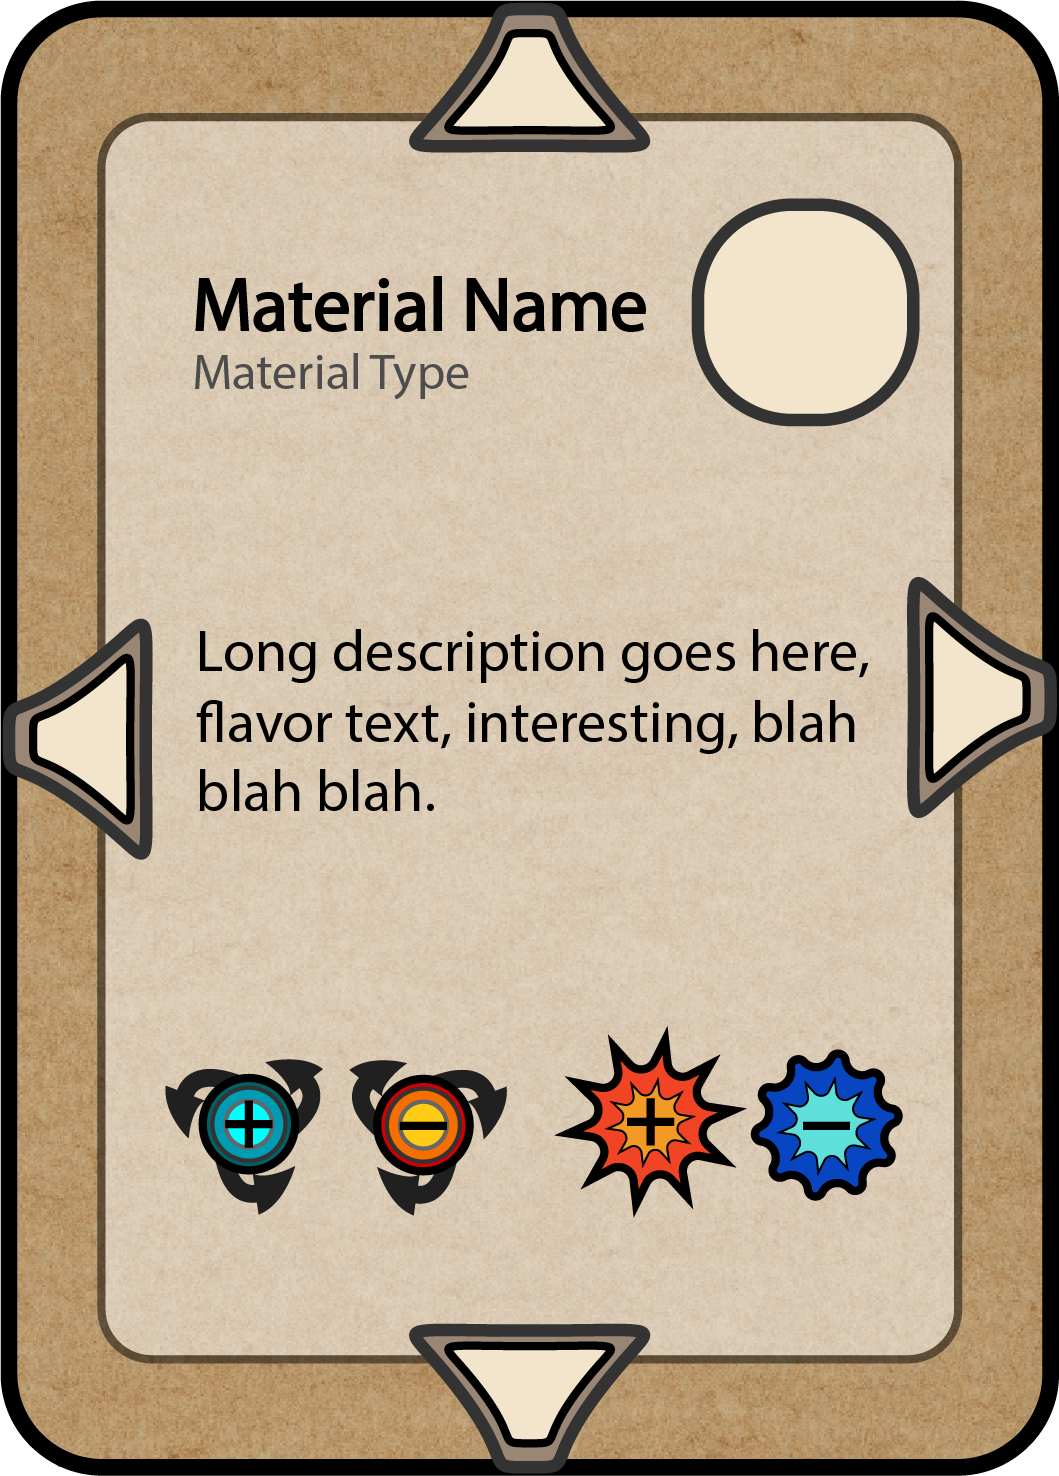 Material Name
Material Type
Long description goes here,
flavor text, interesting, blah
blah blah.
+ − + −